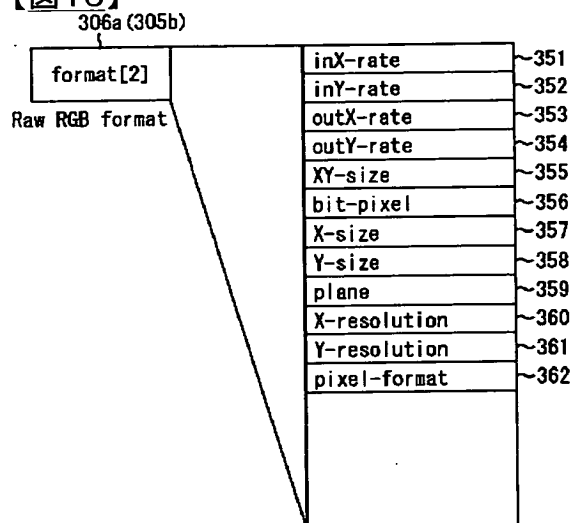 306a (305b)
format[2]
Raw RGB format
inX-rate ~351
inY-rate ~352
outX-rate ~353
outY-rate ~354
XY-size ~355
bit-pixel ~356
X-size ~357
Y-size ~358
plane ~359
X-resolution ~360
Y-resolution ~361
pixel-format ~362